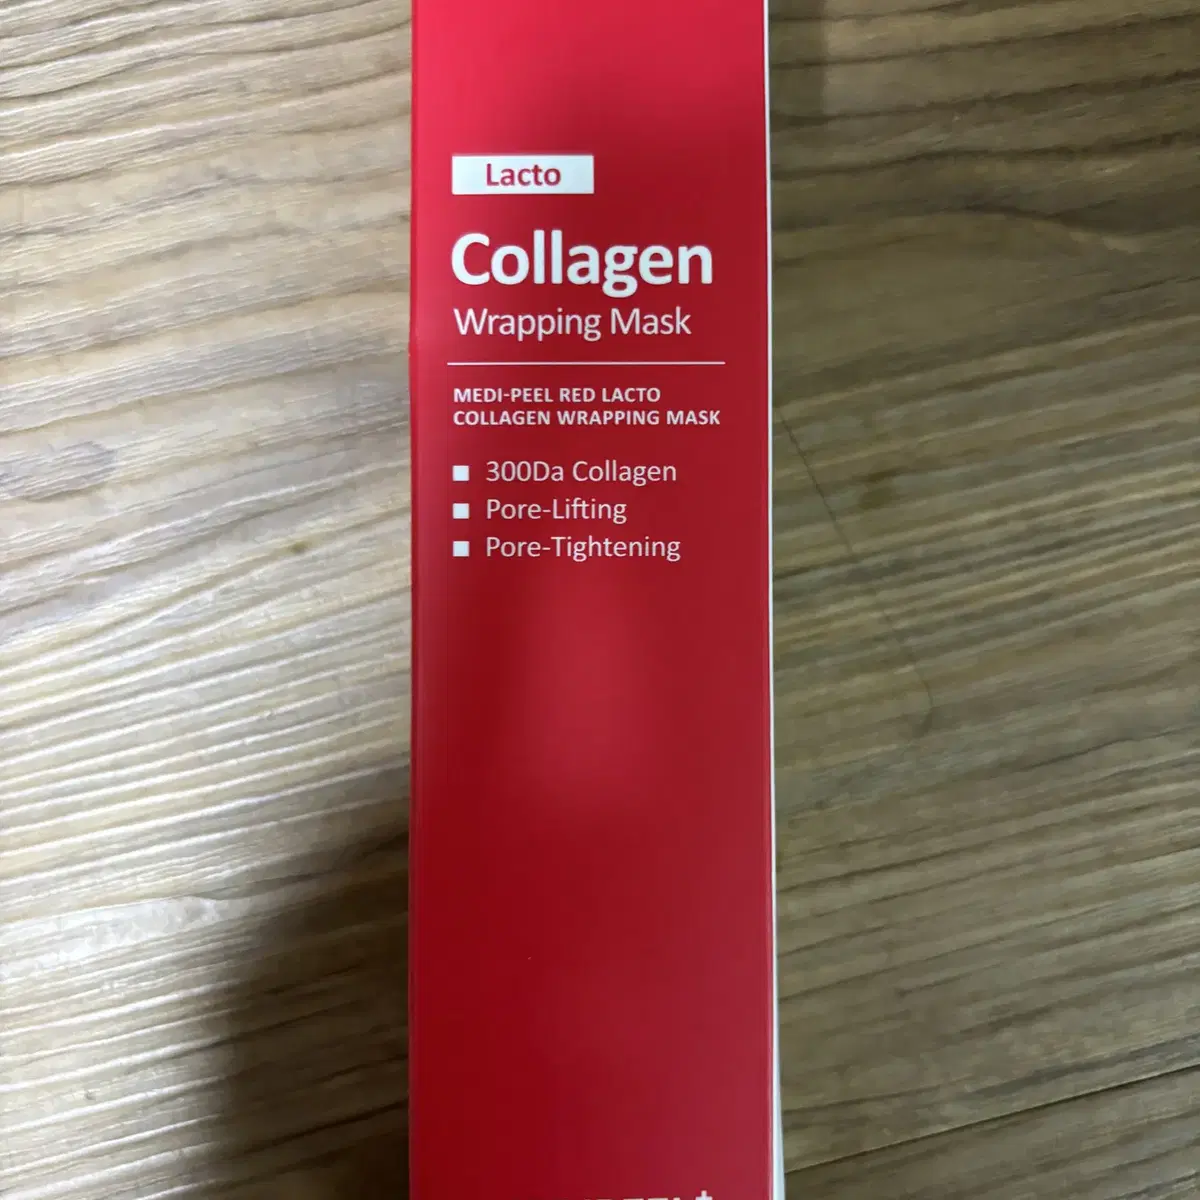 Lacto
Collagen
Wrapping Mask
MEDI-PEEL RED LACTO
COLLAGEN WRAPPING MASK
300Da Collagen
Pore-Lifting
Pore-Tightening